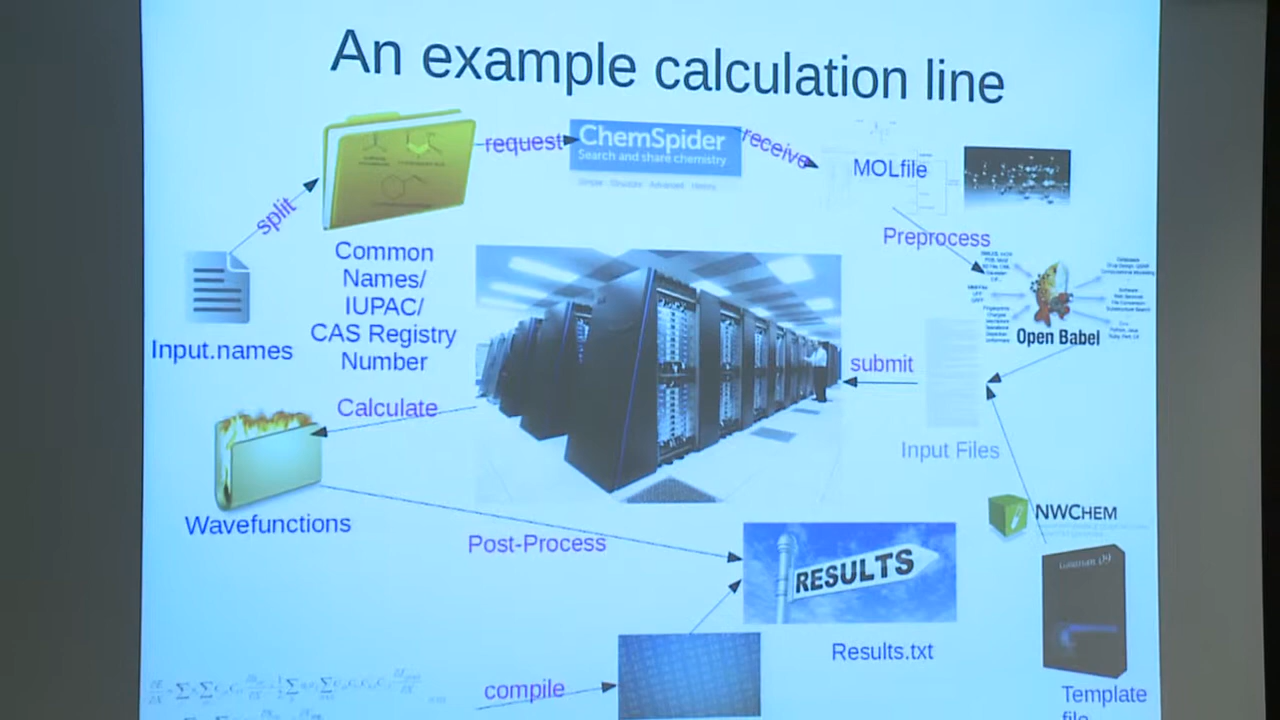 An example calculation line
request
ChemSpider
Search and share chemistry
receive
MOLfile
split
Preprocess
Common
Names/
IUPAC/
CAS Registry
Number
Input.names
Open Babel
submit
Calculate
Input Files
Wavefunctions
NWCHEM
Post-Process
RESULTS
Results.txt
compile
Template
file